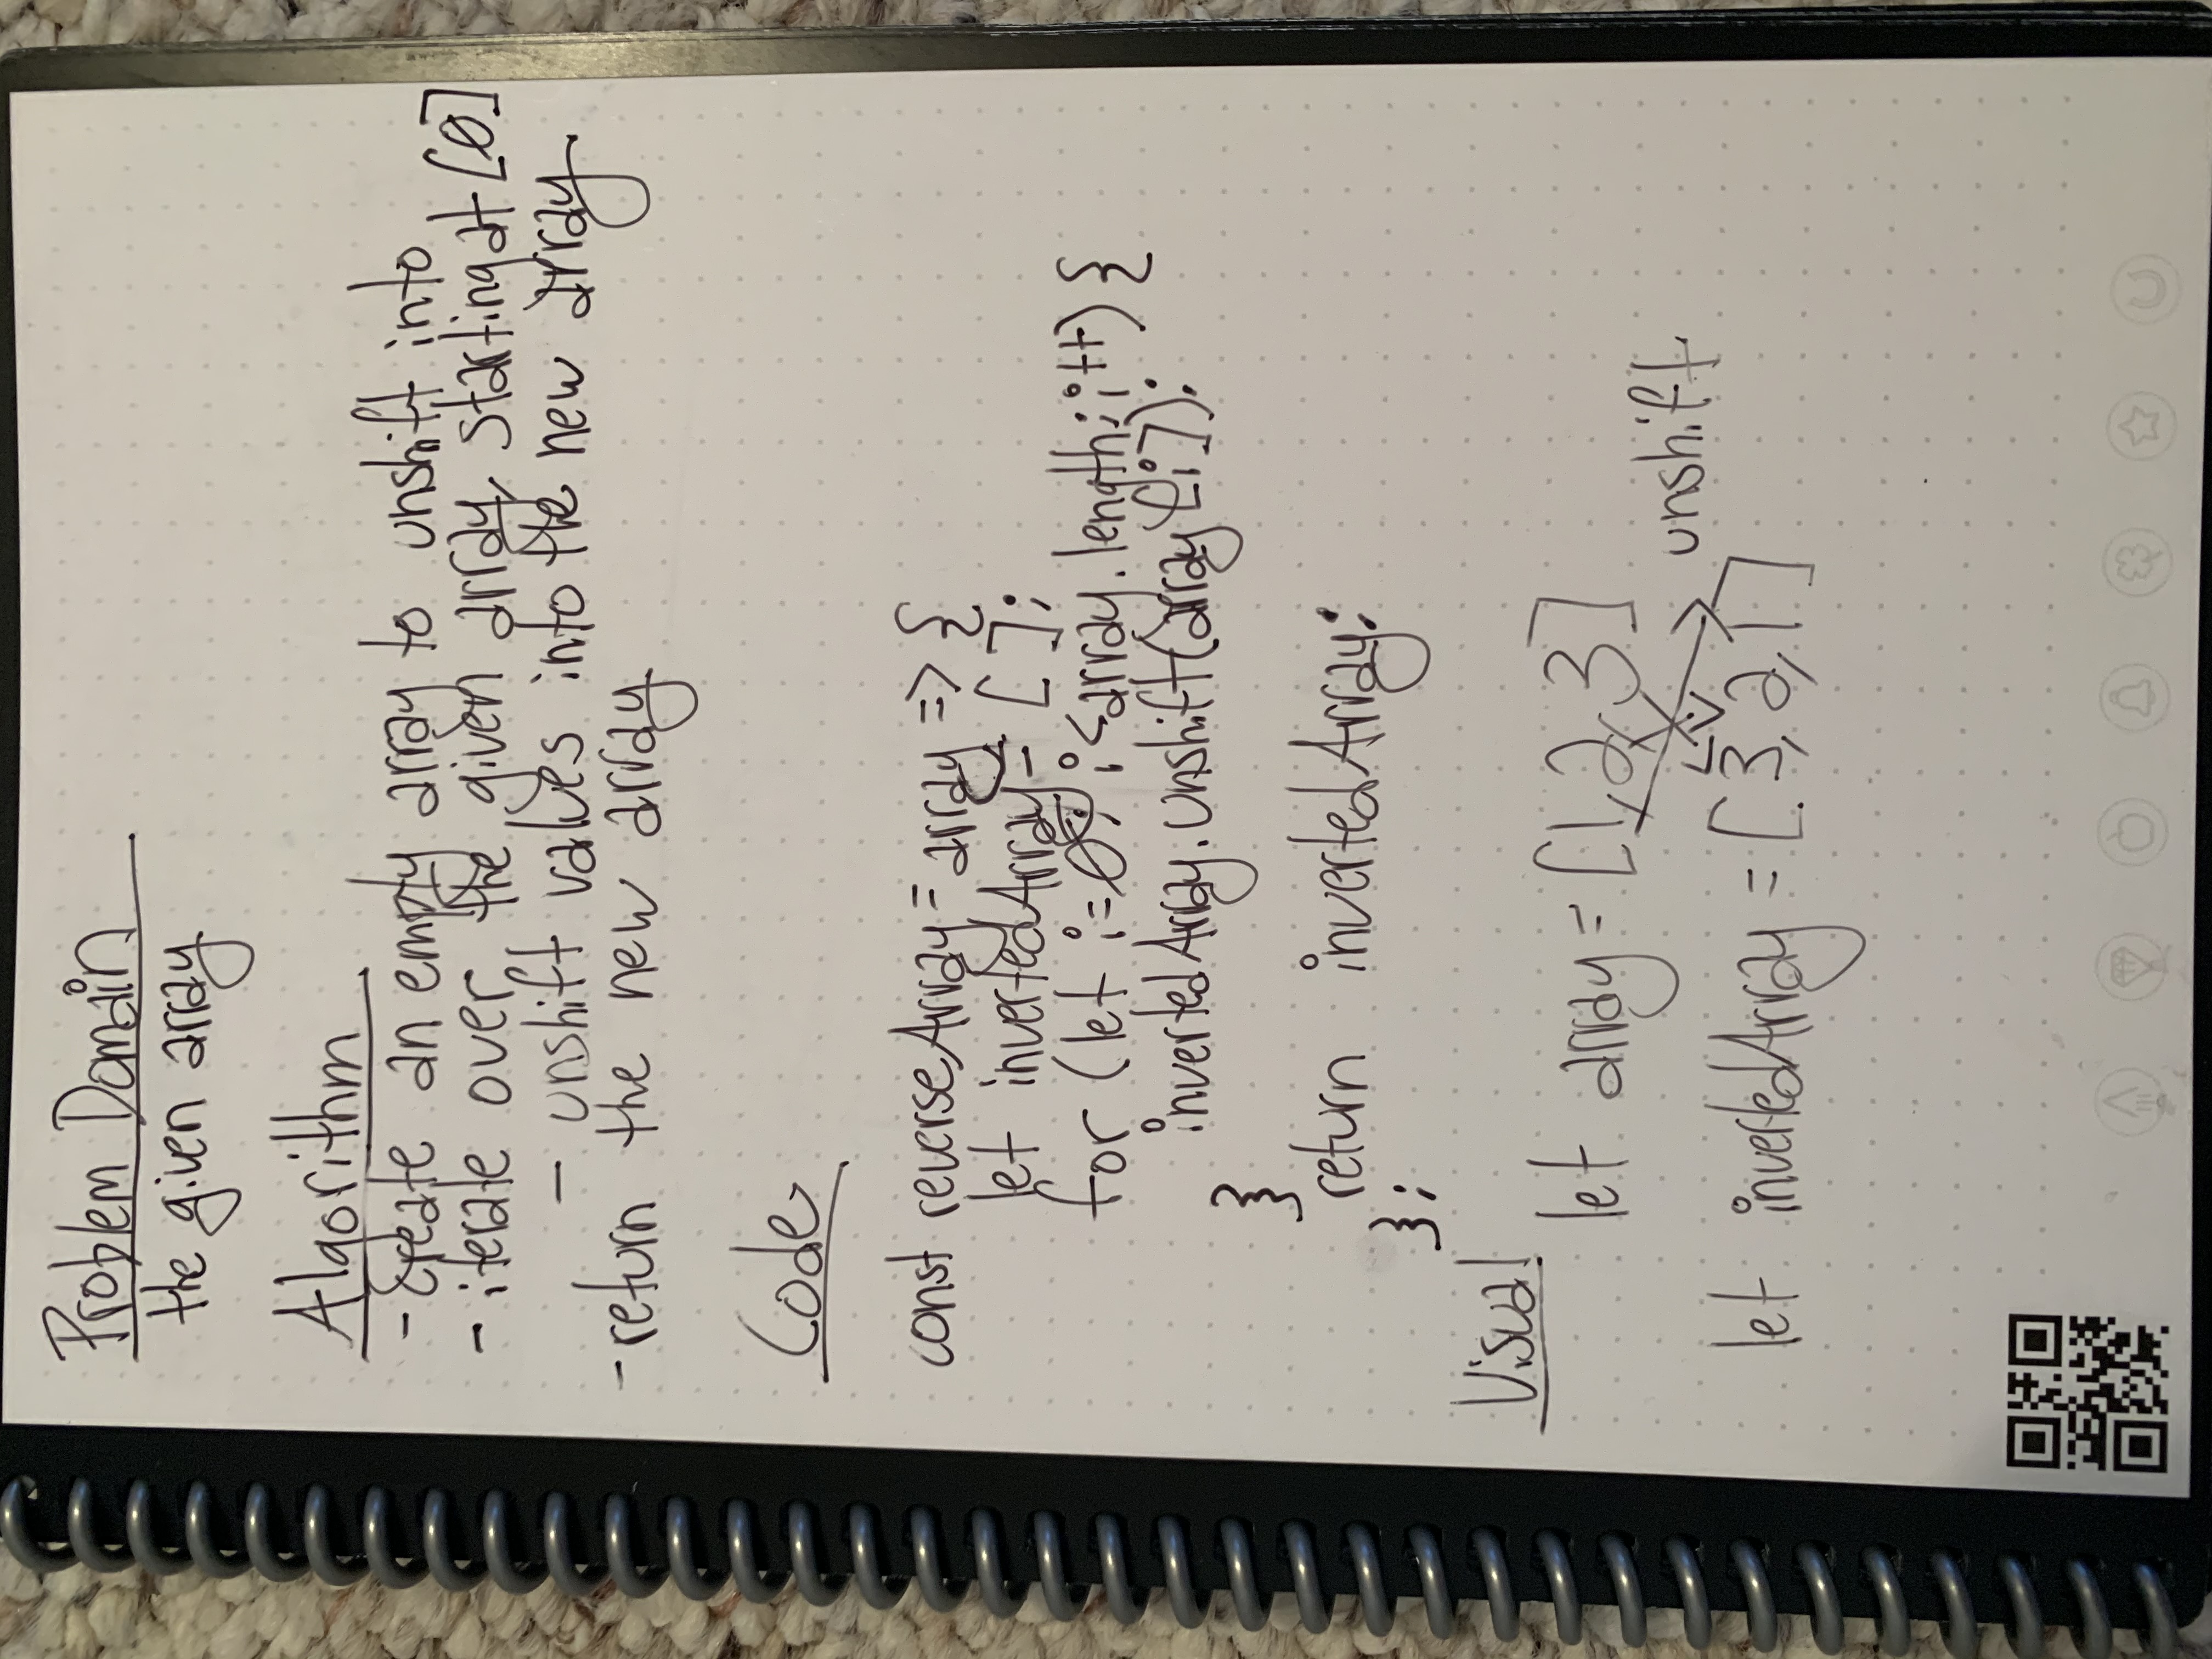 Problem Domain
the given array
Algorithm
- create an empty array to unshift into
- iterate over the given array, starting at [0]
- unshift values into the new array
- return the new array
Code
const reverseArray = array => {
let invertedArray = [ ];
for (let i=0; i<array.length; i++) {
invertedArray.unshift(array[i]);
}
return invertedArray;
};
Visual
let array = [1, 2, 3]
unshift
let invertedArray = [3, 2, 1]